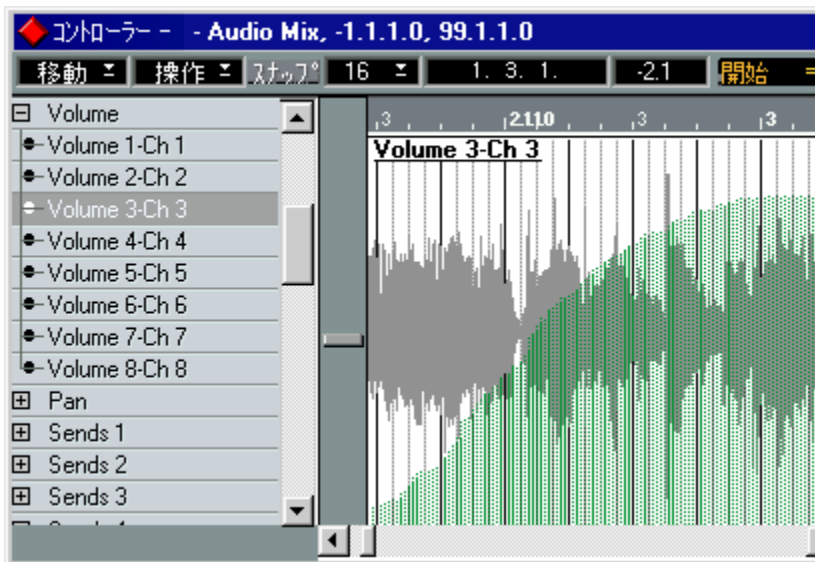 コントローラー - - Audio Mix, -1.1.1.0, 99.1.1.0
移動 操作 スナップ 16 1. 3. 1. -2.1 開始 =
Volume
Volume 1-Ch 1
Volume 2-Ch 2
Volume 3-Ch 3
Volume 4-Ch 4
Volume 5-Ch 5
Volume 6-Ch 6
Volume 7-Ch 7
Volume 8-Ch 8
Pan
Sends 1
Sends 2
Sends 3
3 3 3
Volume 3-Ch 3